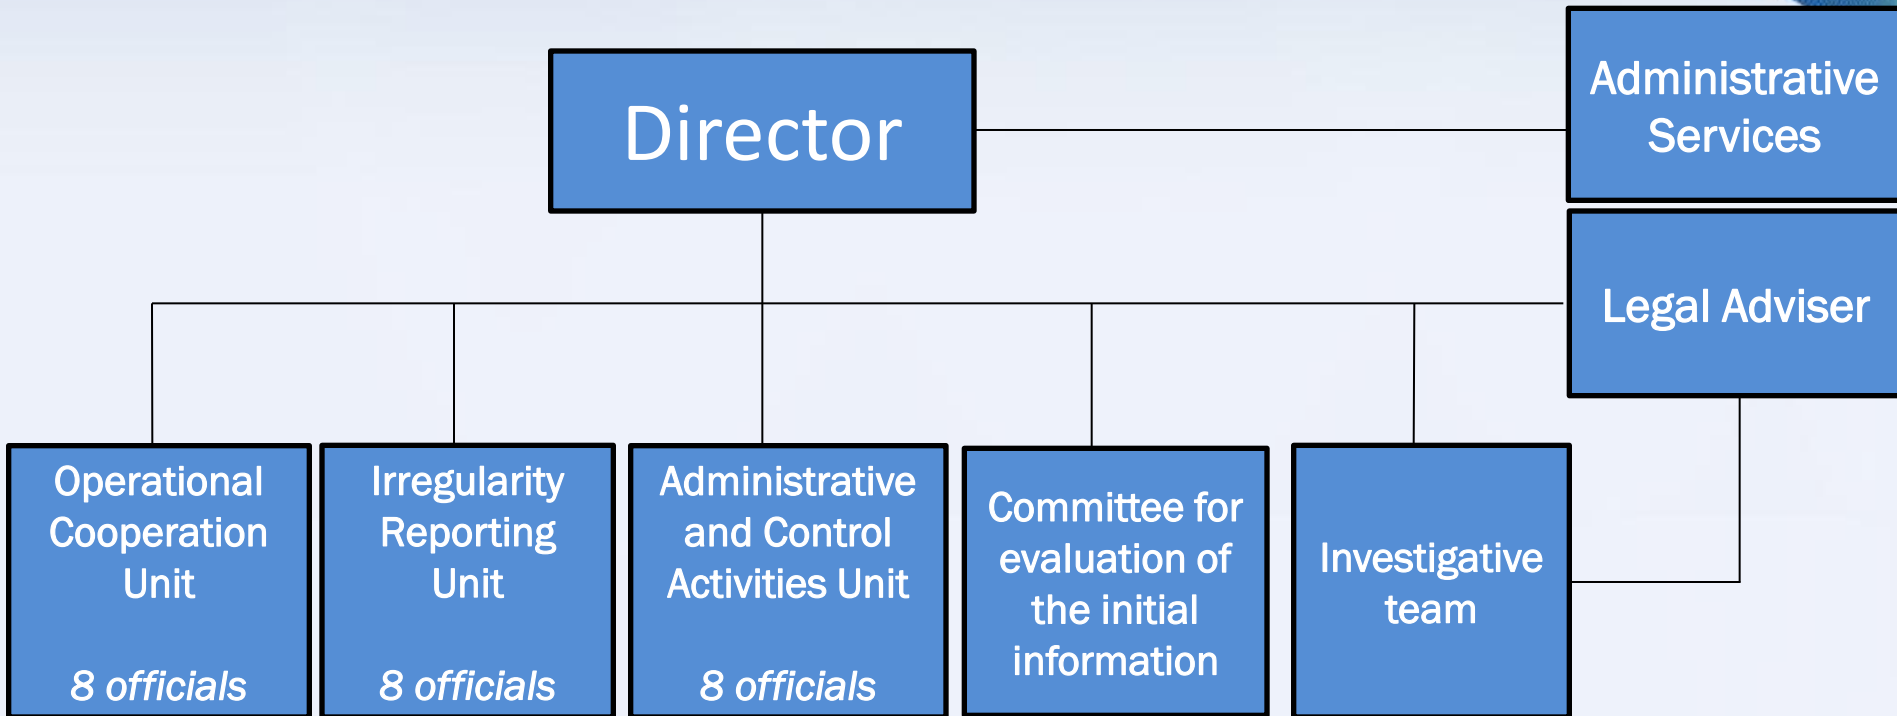 Director
Administrative
Services
Legal Adviser
Operational
Cooperation
Unit
8 officials
Irregularity
Reporting
Unit
8 officials
Administrative
and Control
Activities Unit
8 officials
Committee for
evaluation of
the initial
information
Investigative
team